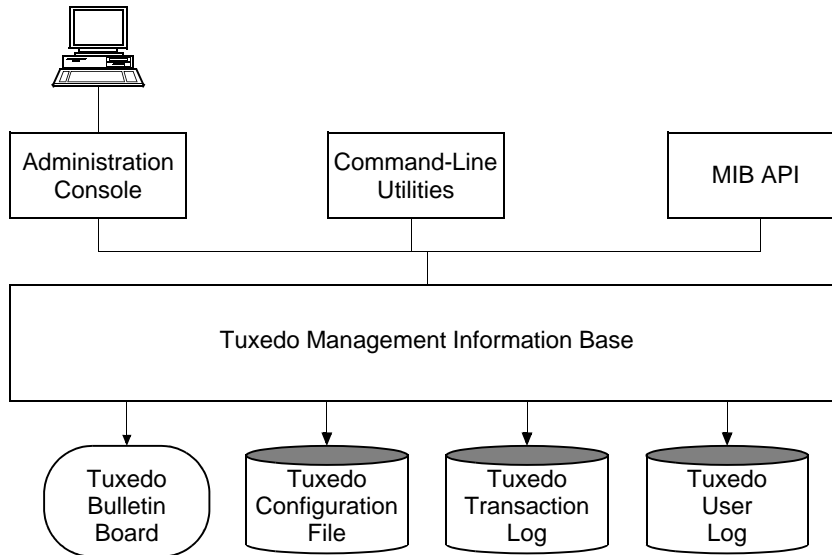 Administration
Console
Command-Line
Utilities
MIB API
Tuxedo Management Information Base
Tuxedo
Bulletin
Board
Tuxedo
Configuration
File
Tuxedo
Transaction
Log
Tuxedo
User
Log